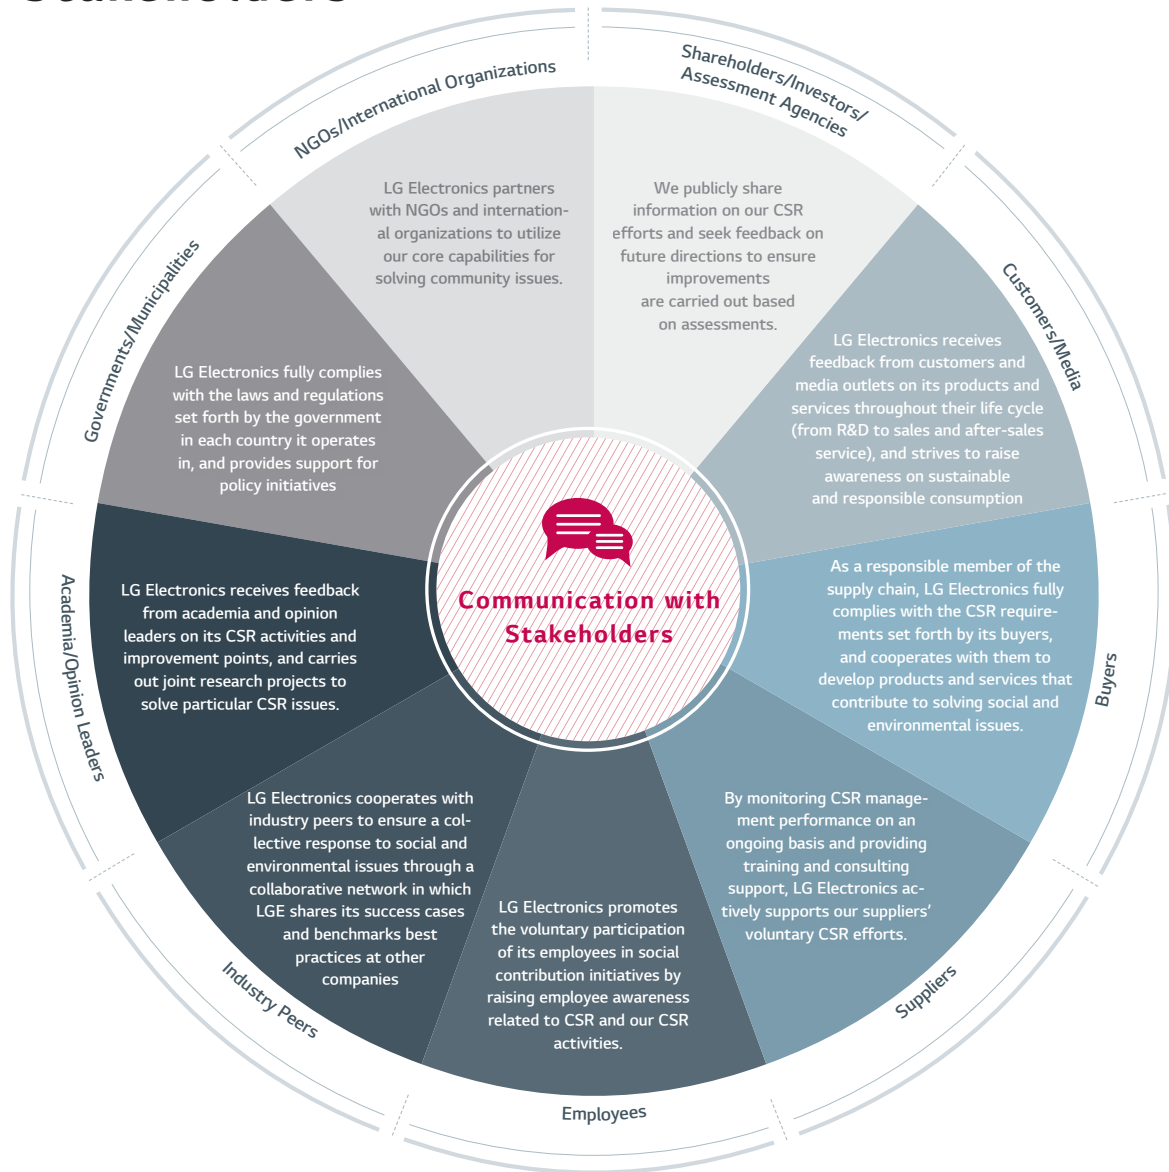 Stakeholders
Shareholders/Investors/
Assessment Agencies
We publicly share
information on our CSR
efforts and seek feedback on
future directions to ensure
improvements
are carried out based
on assessments.
Customers/Media
LG Electronics receives
feedback from customers and
media outlets on its products and
services throughout their life cycle
(from R&D to sales and after-sales
service), and strives to raise
awareness on sustainable
and responsible consumption
Buyers
As a responsible member of the
supply chain, LG Electronics fully
complies with the CSR require-
ments set forth by its buyers,
and cooperates with them to
develop products and services that
contribute to solving social and
environmental issues.
Suppliers
By monitoring CSR manage-
ment performance on an
ongoing basis and providing
training and consulting
support, LG Electronics ac-
tively supports our suppliers’
voluntary CSR efforts.
Employees
LG Electronics promotes
the voluntary participation
of its employees in social
contribution initiatives by
raising employee awareness
related to CSR and our CSR
activities.
Industry Peers
LG Electronics cooperates with
industry peers to ensure a col-
lective response to social and
environmental issues through a
collaborative network in which
LGE shares its success cases
and benchmarks best
practices at other
companies
Academia/Opinion Leaders
LG Electronics receives feedback
from academia and opinion
leaders on its CSR activities and
improvement points, and carries
out joint research projects to
solve particular CSR issues.
Governments/Municipalities
LG Electronics fully complies
with the laws and regulations
set forth by the government
in each country it operates
in, and provides support for
policy initiatives
NGOs/International Organizations
LG Electronics partners
with NGOs and internation-
al organizations to utilize
our core capabilities for
solving community issues.
Communication with
Stakeholders